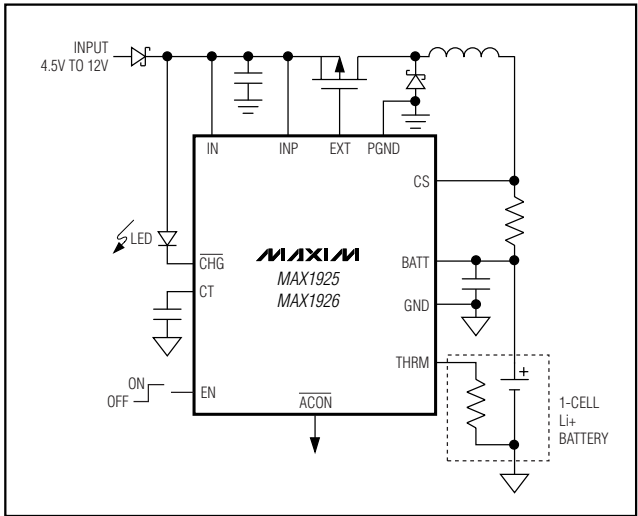 INPUT
4.5V TO 12V
IN
INP
EXT
PGND
CS
LED
CHG
MAXIM
MAX1925
MAX1926
BATT
CT
GND
THRM
ON
OFF
EN
ACON
+
1-CELL
Li+
BATTERY